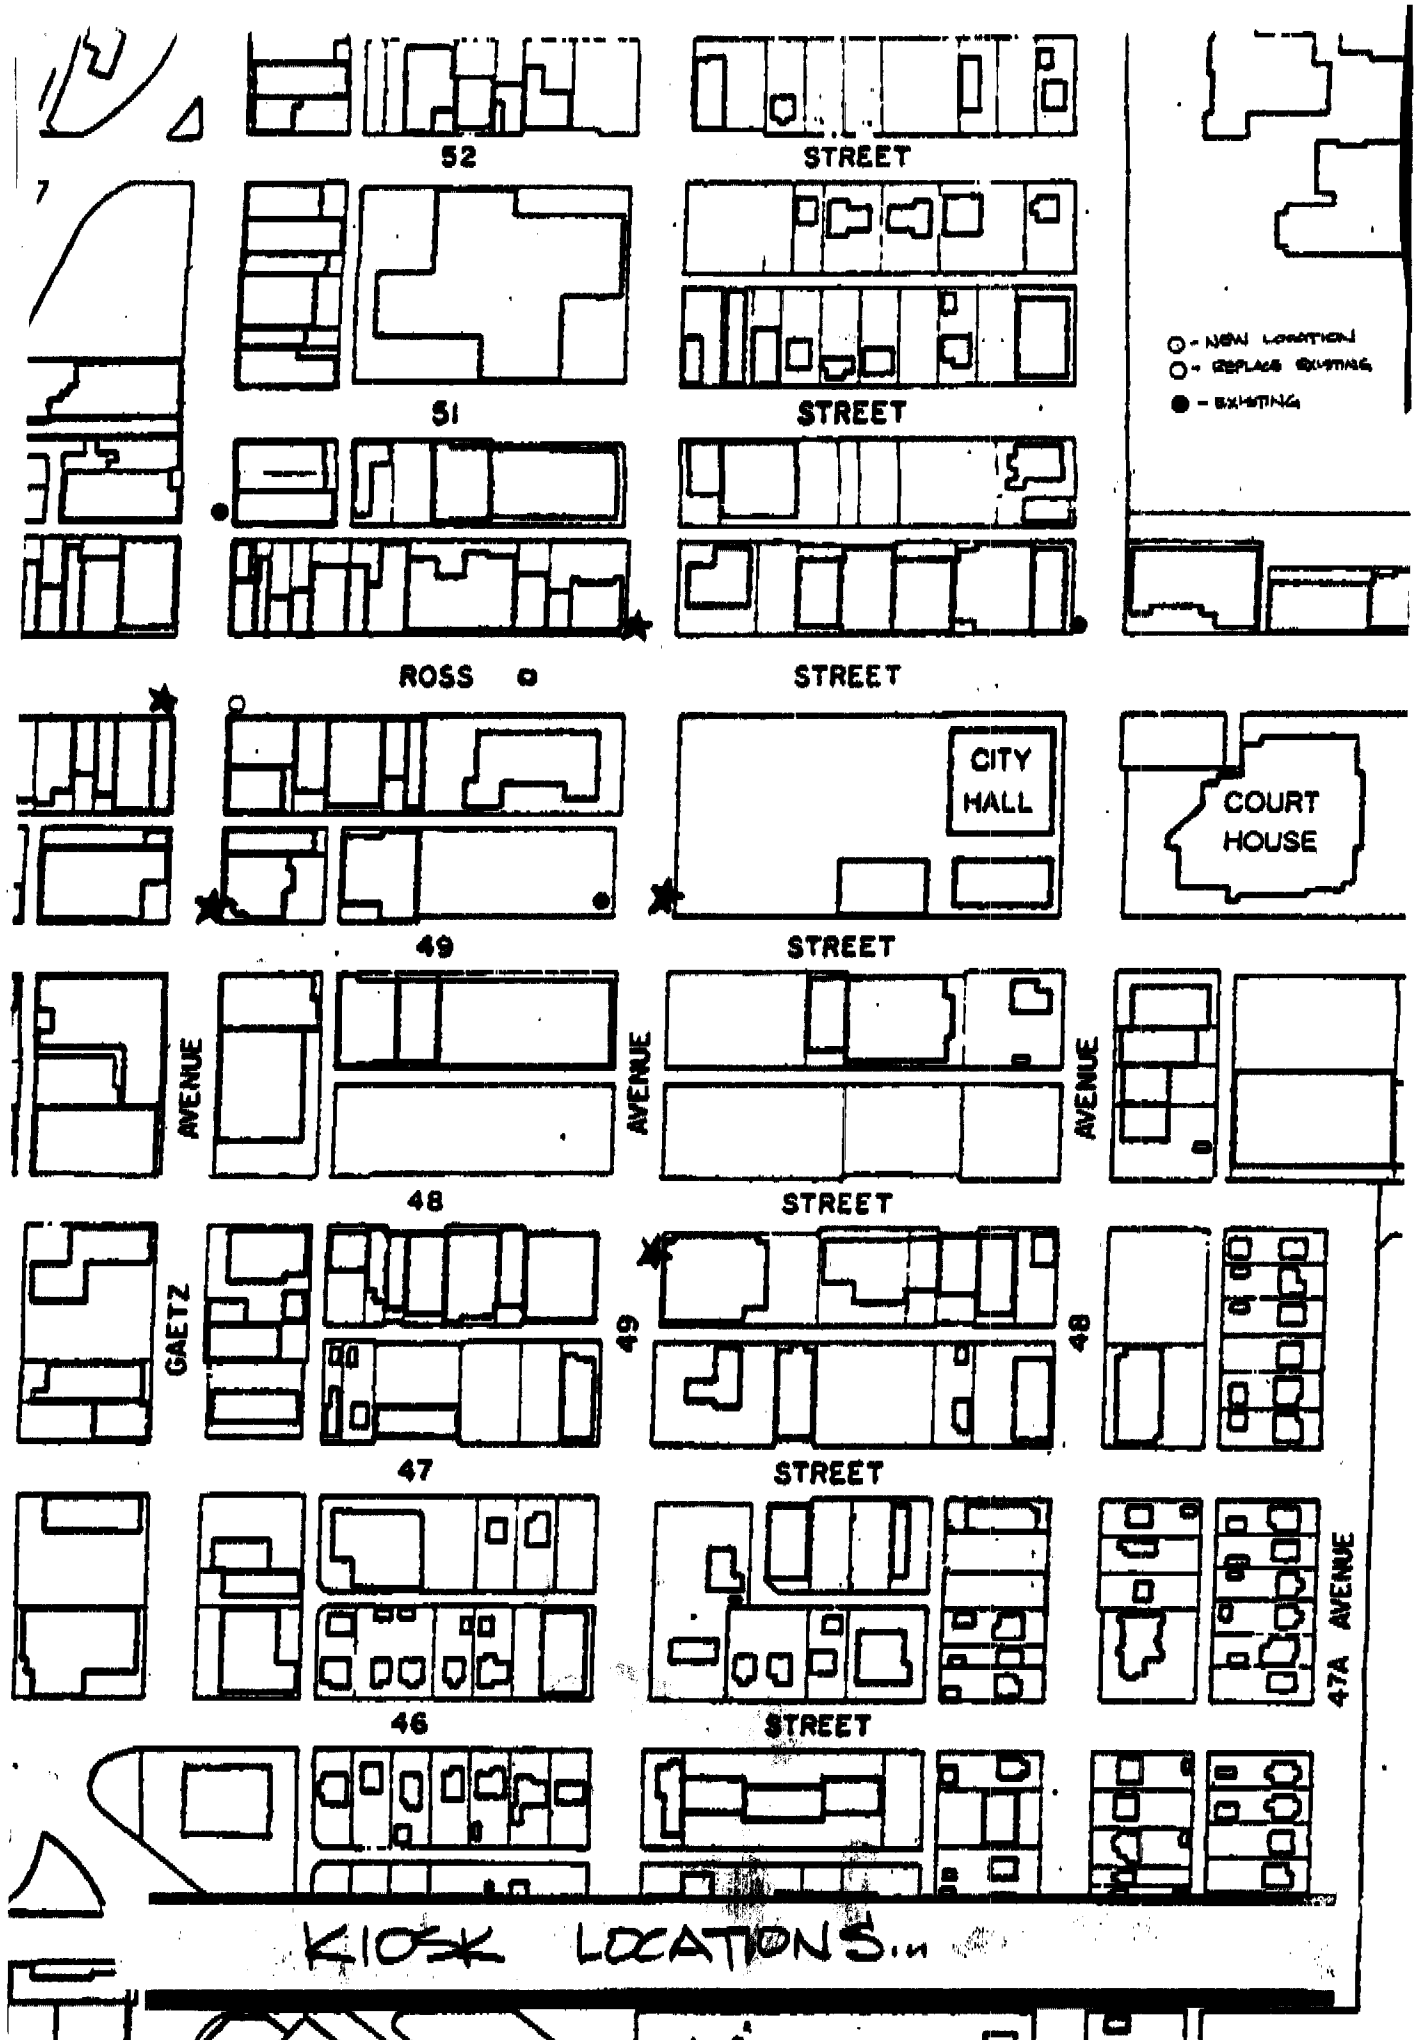 52 STREET
7
○ - NEW LOCATION
○ - REPLACE EXISTING
● - EXISTING
51 STREET
ROSS STREET
CITY
HALL
COURT
HOUSE
49 STREET
AVENUE
AVENUE
AVENUE
48 STREET
GAETZ
49
48
47 STREET
47A AVENUE
46 STREET
KIOSK LOCATIONS...